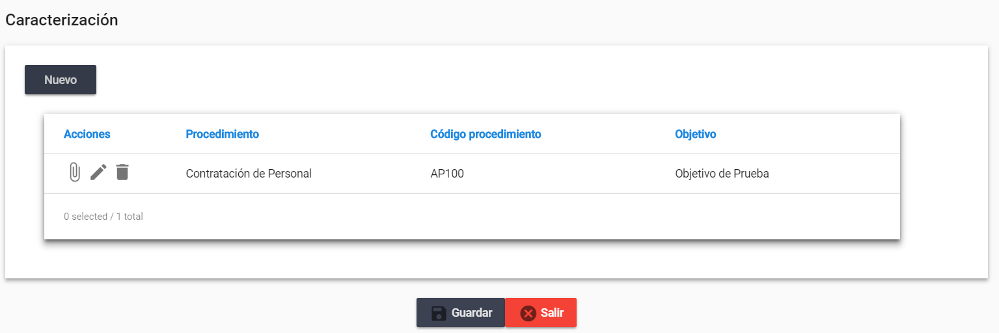 Caracterización
Nuevo
Acciones Procedimiento Código procedimiento Objetivo
Contratación de Personal AP100 Objetivo de Prueba
0 selected / 1 total
Guardar Salir